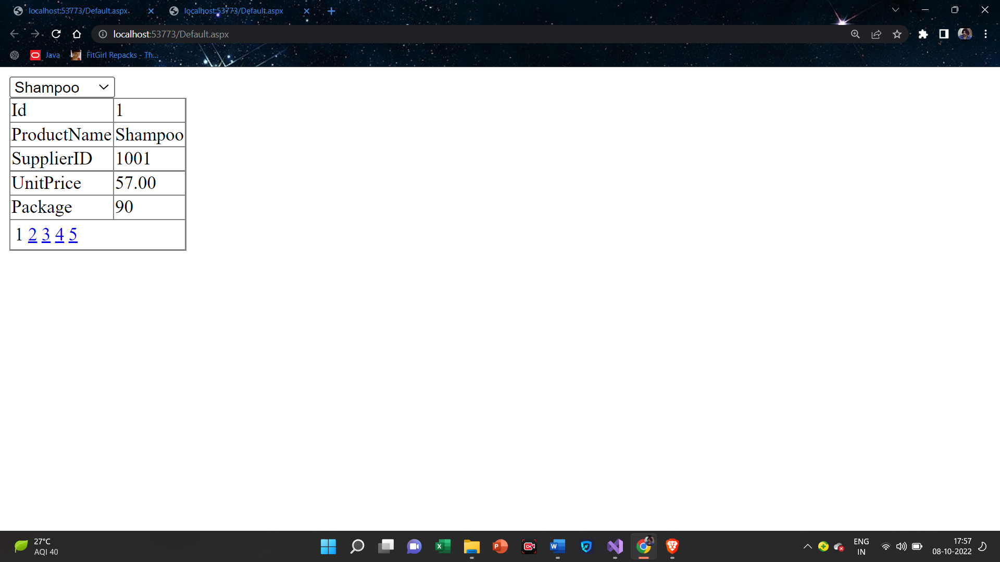 localhost:53773/Default.aspx
localhost:53773/Default.aspx
localhost:53773/Default.aspx
Java
FitGirl Repacks - Th...
Shampoo
Id 1
ProductName Shampoo
SupplierID 1001
UnitPrice 57.00
Package 90
1 2 3 4 5
27°C
AQI 40
ENG
IN
17:57
08-10-2022